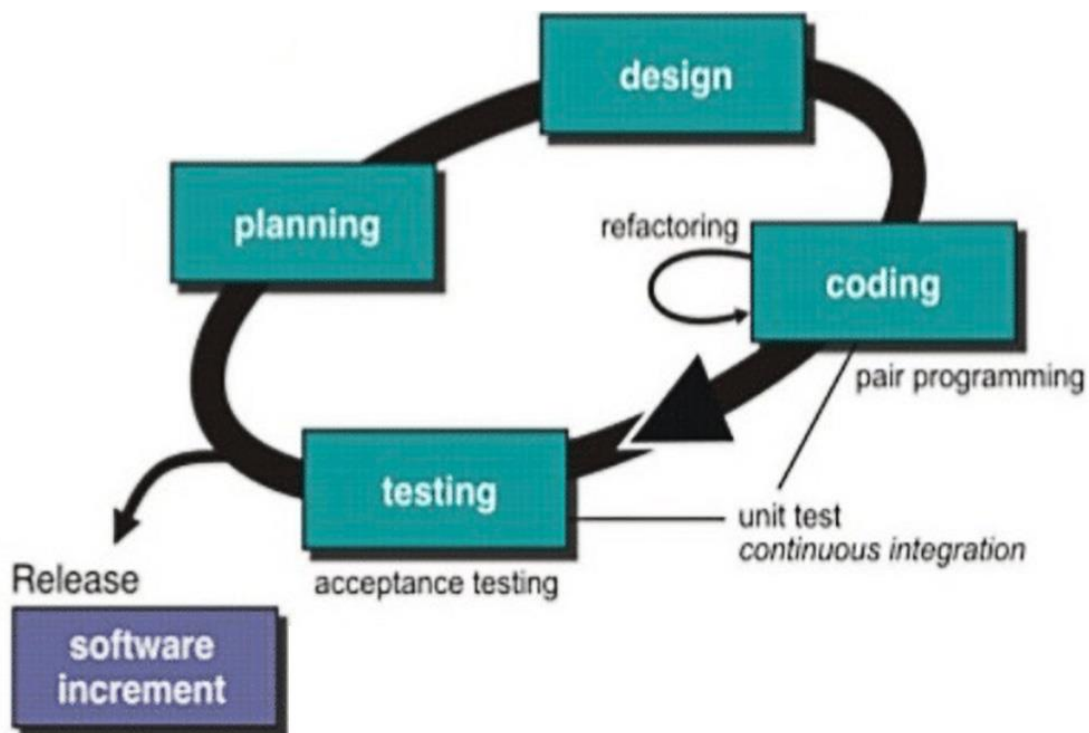 design
planning
refactoring
coding
pair programming
testing
unit test
continuous integration
acceptance testing
Release
software
increment